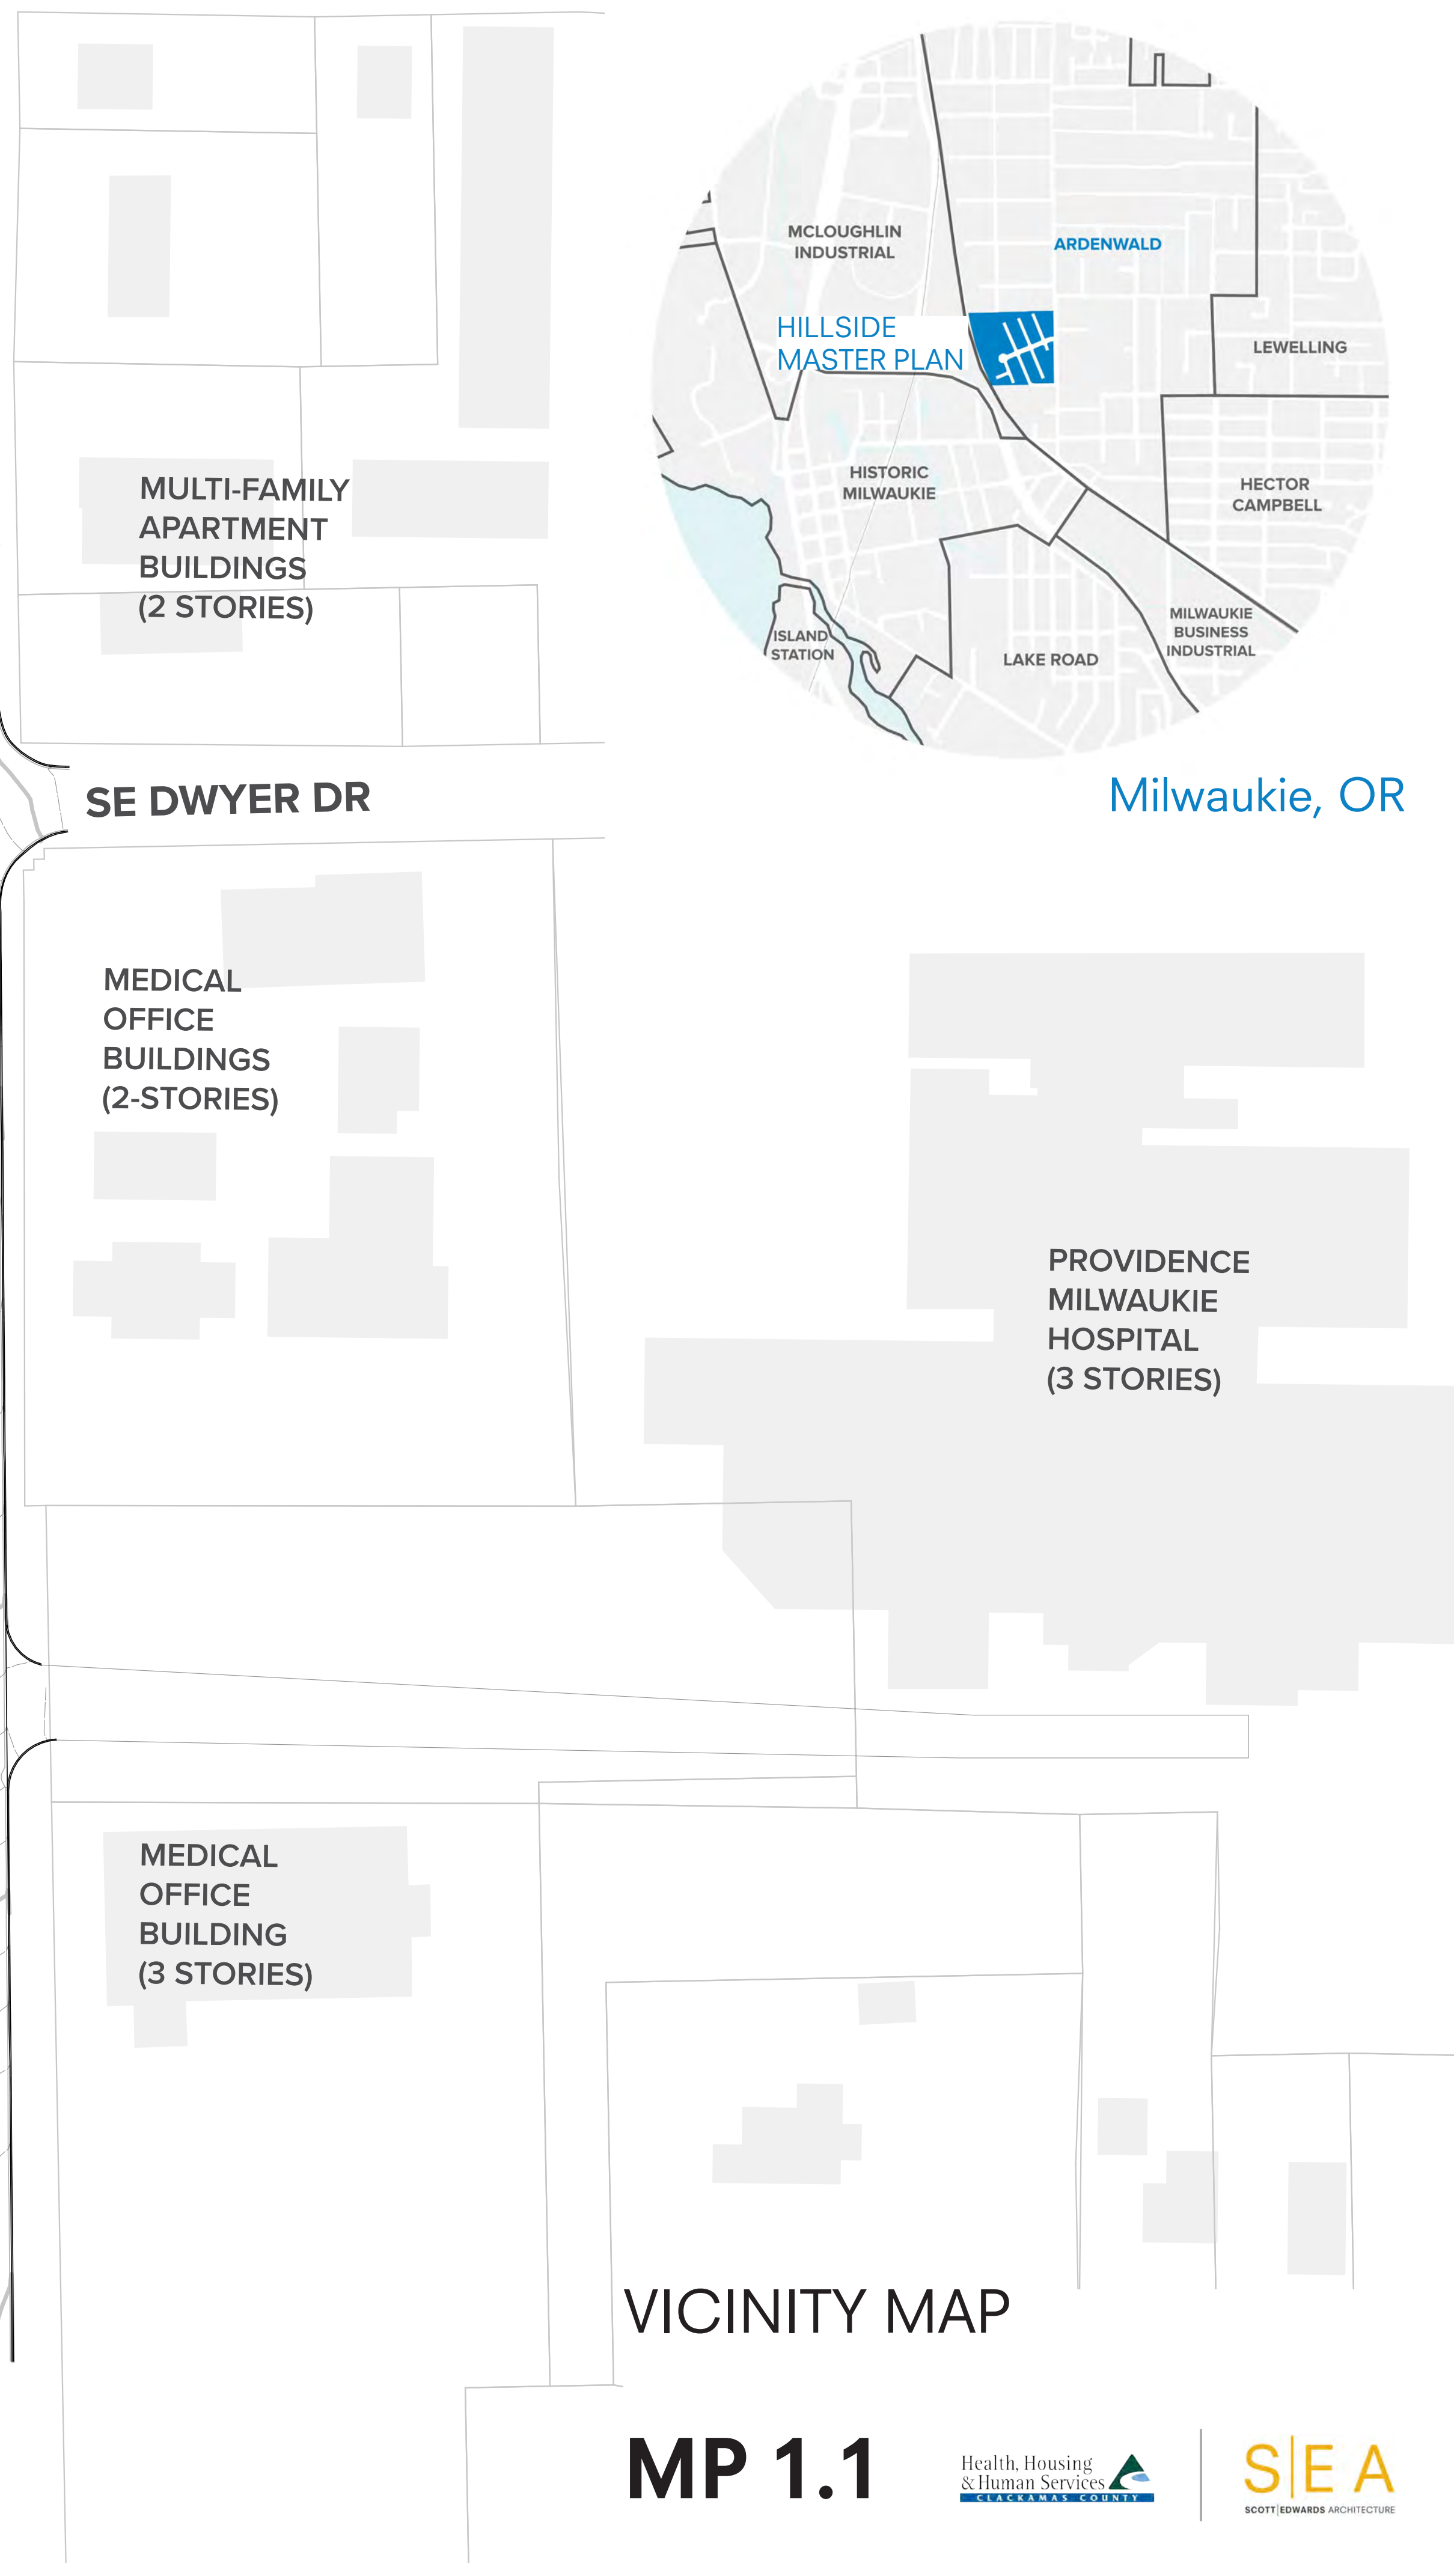 MCLOUGHLIN
INDUSTRIAL
ARDENWALD
HILLSIDE
MASTER PLAN
LEWELLING
HISTORIC
MILWAUKIE
HECTOR
CAMPBELL
ISLAND
STATION
LAKE ROAD
MILWAUKIE
BUSINESS
INDUSTRIAL
Milwaukie, OR
MULTI-FAMILY
APARTMENT
BUILDINGS
(2 STORIES)
SE DWYER DR
MEDICAL
OFFICE
BUILDINGS
(2-STORIES)
PROVIDENCE
MILWAUKIE
HOSPITAL
(3 STORIES)
MEDICAL
OFFICE
BUILDING
(3 STORIES)
VICINITY MAP
MP 1.1
Health, Housing
& Human Services
CLACKAMAS COUNTY
S|E A
SCOTT|EDWARDS ARCHITECTURE